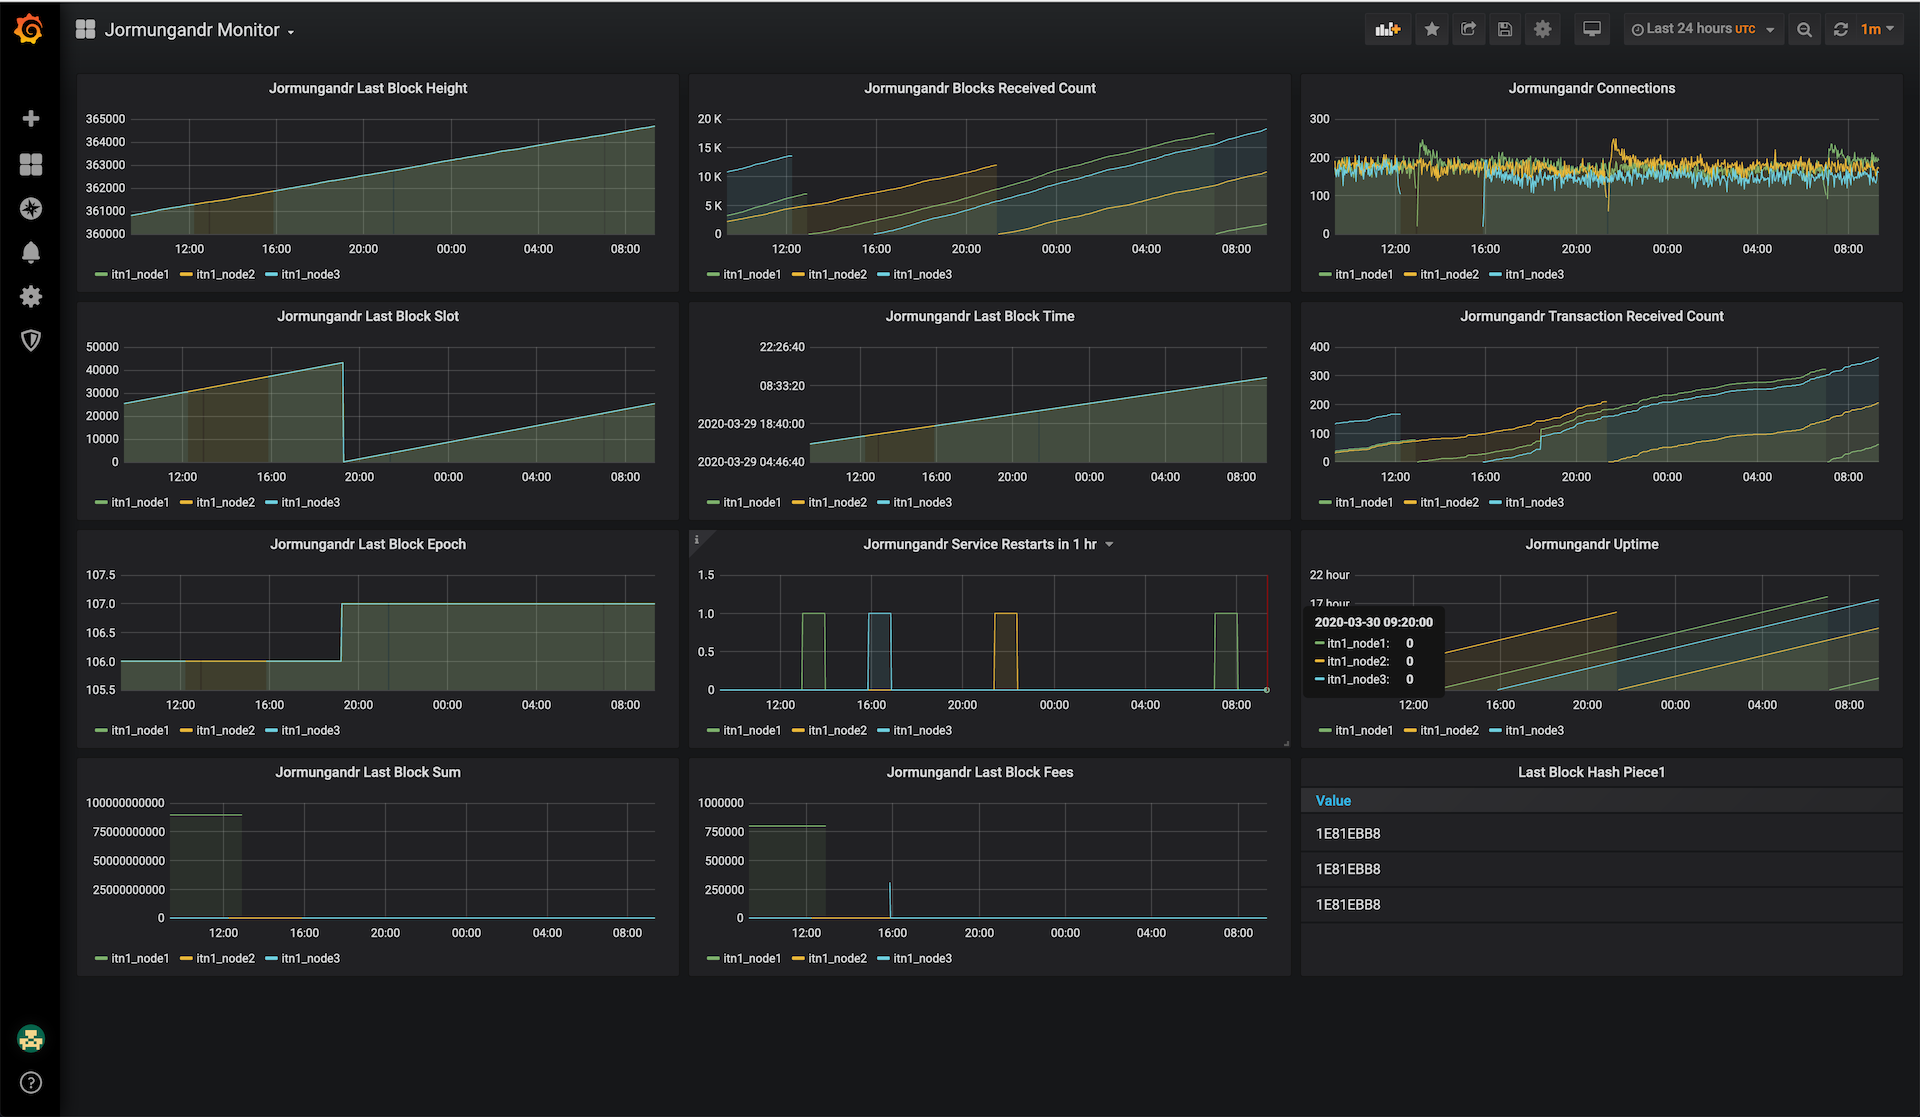 Jormungandr Monitor
Last 24 hours UTC
1m
Jormungandr Last Block Height
365000
364000
363000
362000
361000
360000
12:00 16:00 20:00 00:00 04:00 08:00
itn1_node1 itn1_node2 itn1_node3
Jormungandr Blocks Received Count
20 K
15 K
10 K
5 K
0
12:00 16:00 20:00 00:00 04:00 08:00
itn1_node1 itn1_node2 itn1_node3
Jormungandr Connections
300
200
100
0
12:00 16:00 20:00 00:00 04:00 08:00
itn1_node1 itn1_node2 itn1_node3
Jormungandr Last Block Slot
50000
40000
30000
20000
10000
0
12:00 16:00 20:00 00:00 04:00 08:00
itn1_node1 itn1_node2 itn1_node3
Jormungandr Last Block Time
22:26:40
08:33:20
2020-03-29 18:40:00
2020-03-29 04:46:40
12:00 16:00 20:00 00:00 04:00 08:00
itn1_node1 itn1_node2 itn1_node3
Jormungandr Transaction Received Count
400
300
200
100
0
12:00 16:00 20:00 00:00 04:00 08:00
itn1_node1 itn1_node2 itn1_node3
Jormungandr Last Block Epoch
107.5
107.0
106.5
106.0
105.5
12:00 16:00 20:00 00:00 04:00 08:00
itn1_node1 itn1_node2 itn1_node3
i
Jormungandr Service Restarts in 1 hr
1.5
1.0
0.5
0
12:00 16:00 20:00 00:00 04:00 08:00
itn1_node1 itn1_node2 itn1_node3
Jormungandr Uptime
22 hour
17 hour
2020-03-30 09:20:00
itn1_node1: 0
itn1_node2: 0
itn1_node3: 0
12:00 16:00 20:00 00:00 04:00 08:00
itn1_node1 itn1_node2 itn1_node3
Jormungandr Last Block Sum
100000000000
75000000000
50000000000
25000000000
0
12:00 16:00 20:00 00:00 04:00 08:00
itn1_node1 itn1_node2 itn1_node3
Jormungandr Last Block Fees
1000000
750000
500000
250000
0
12:00 16:00 20:00 00:00 04:00 08:00
itn1_node1 itn1_node2 itn1_node3
Last Block Hash Piece1
Value
1E81EBB8
1E81EBB8
1E81EBB8
?